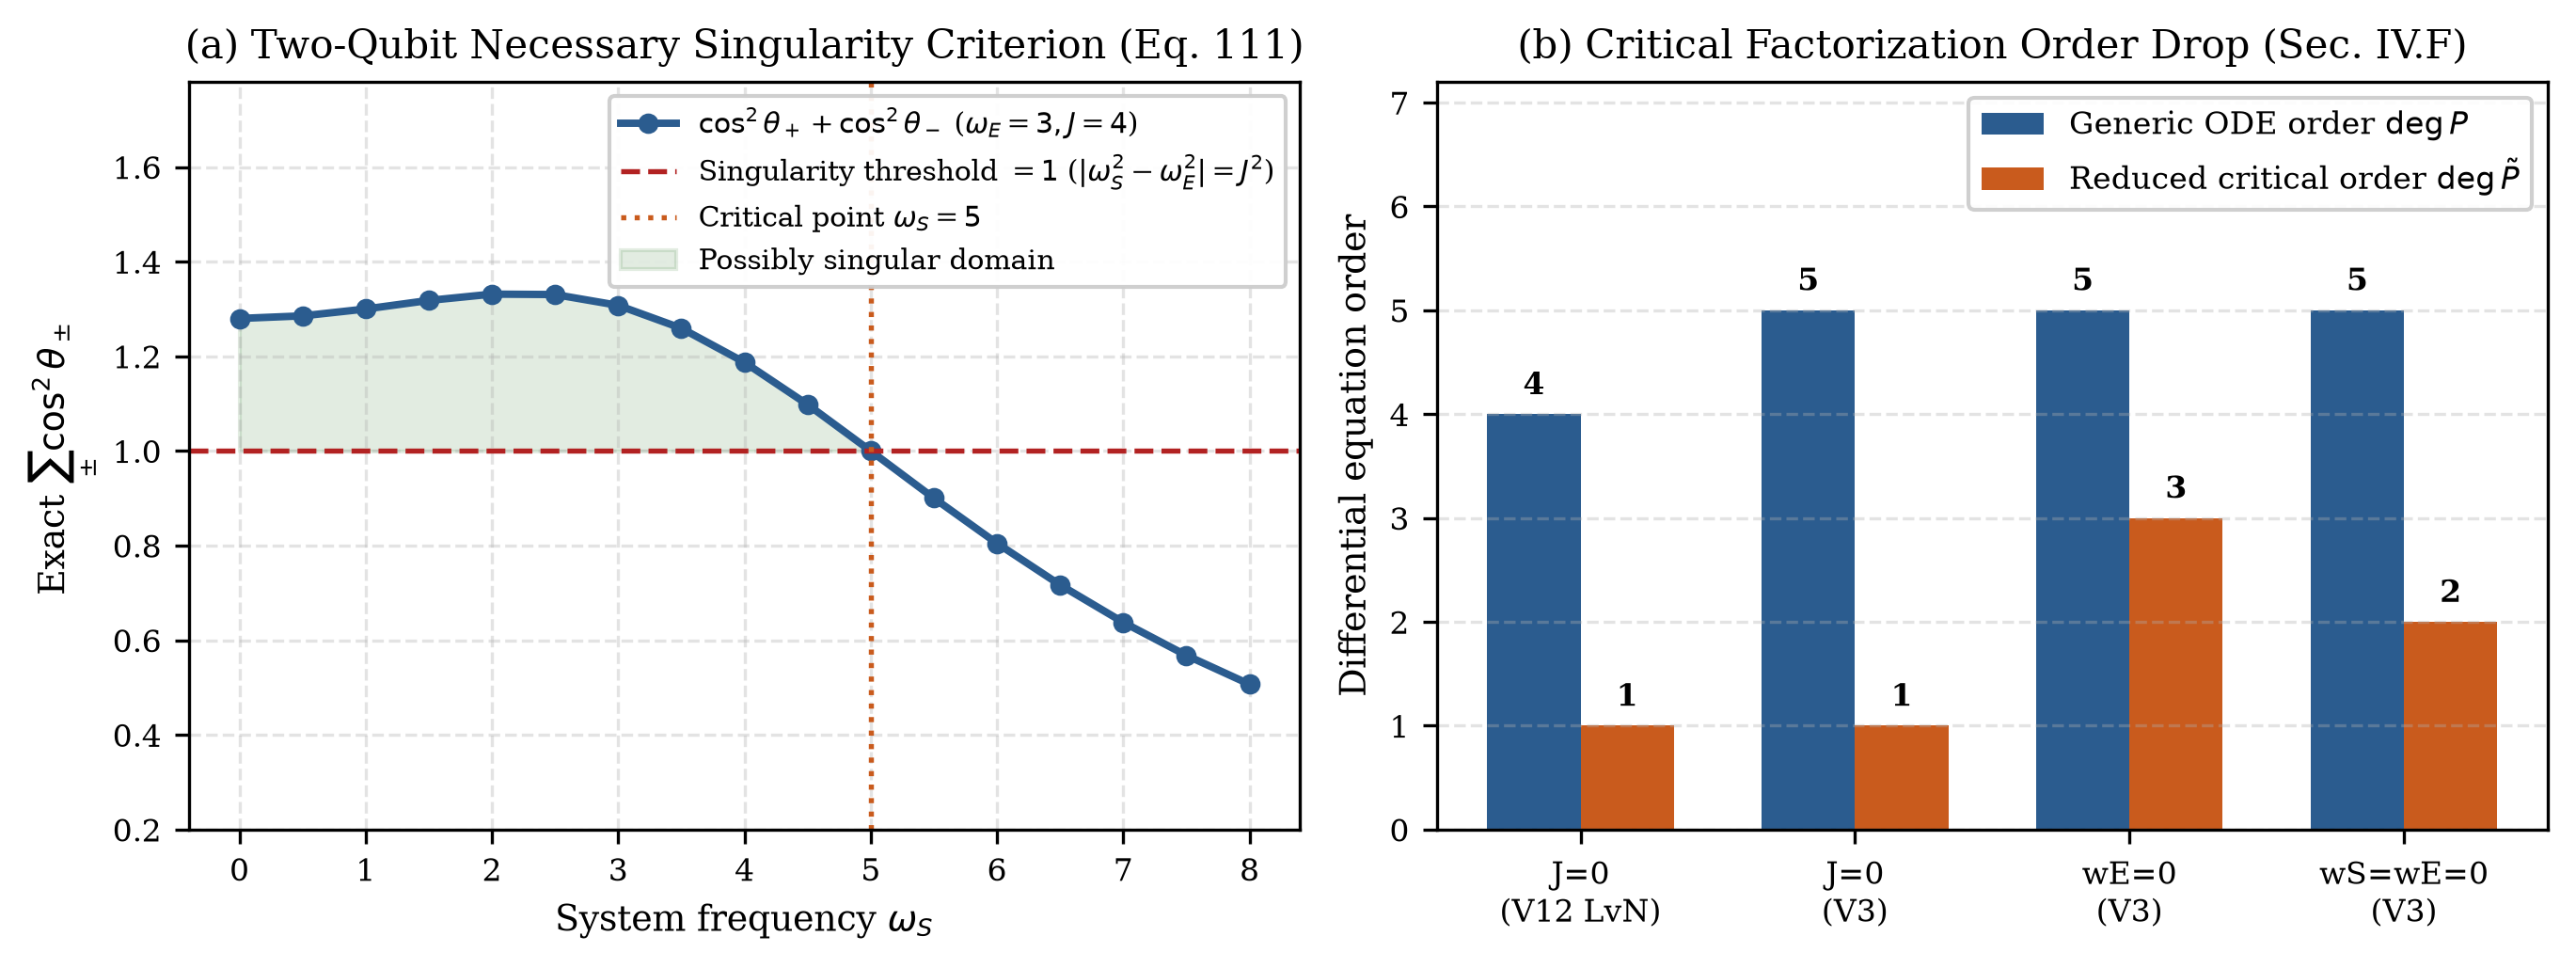 (a) Two-Qubit Necessary Singularity Criterion (Eq. 111)
cos² θ₊ + cos² θ₋ (ω_E = 3, J = 4)
Singularity threshold = 1 (|ω_S² − ω_E²| = J²)
Critical point ω_S = 5
Possibly singular domain
Exact ∑± cos² θ±
1.6
1.4
1.2
1.0
0.8
0.6
0.4
0.2
0 1 2 3 4 5 6 7 8
System frequency ω_S
(b) Critical Factorization Order Drop (Sec. IV.F)
Generic ODE order deg P
Reduced critical order deg P̃
Differential equation order
7
6
5
4
3
2
1
0
4 1 5 1 5 3 5 2
J=0 J=0 wE=0 wS=wE=0
(V12 LvN) (V3) (V3) (V3)